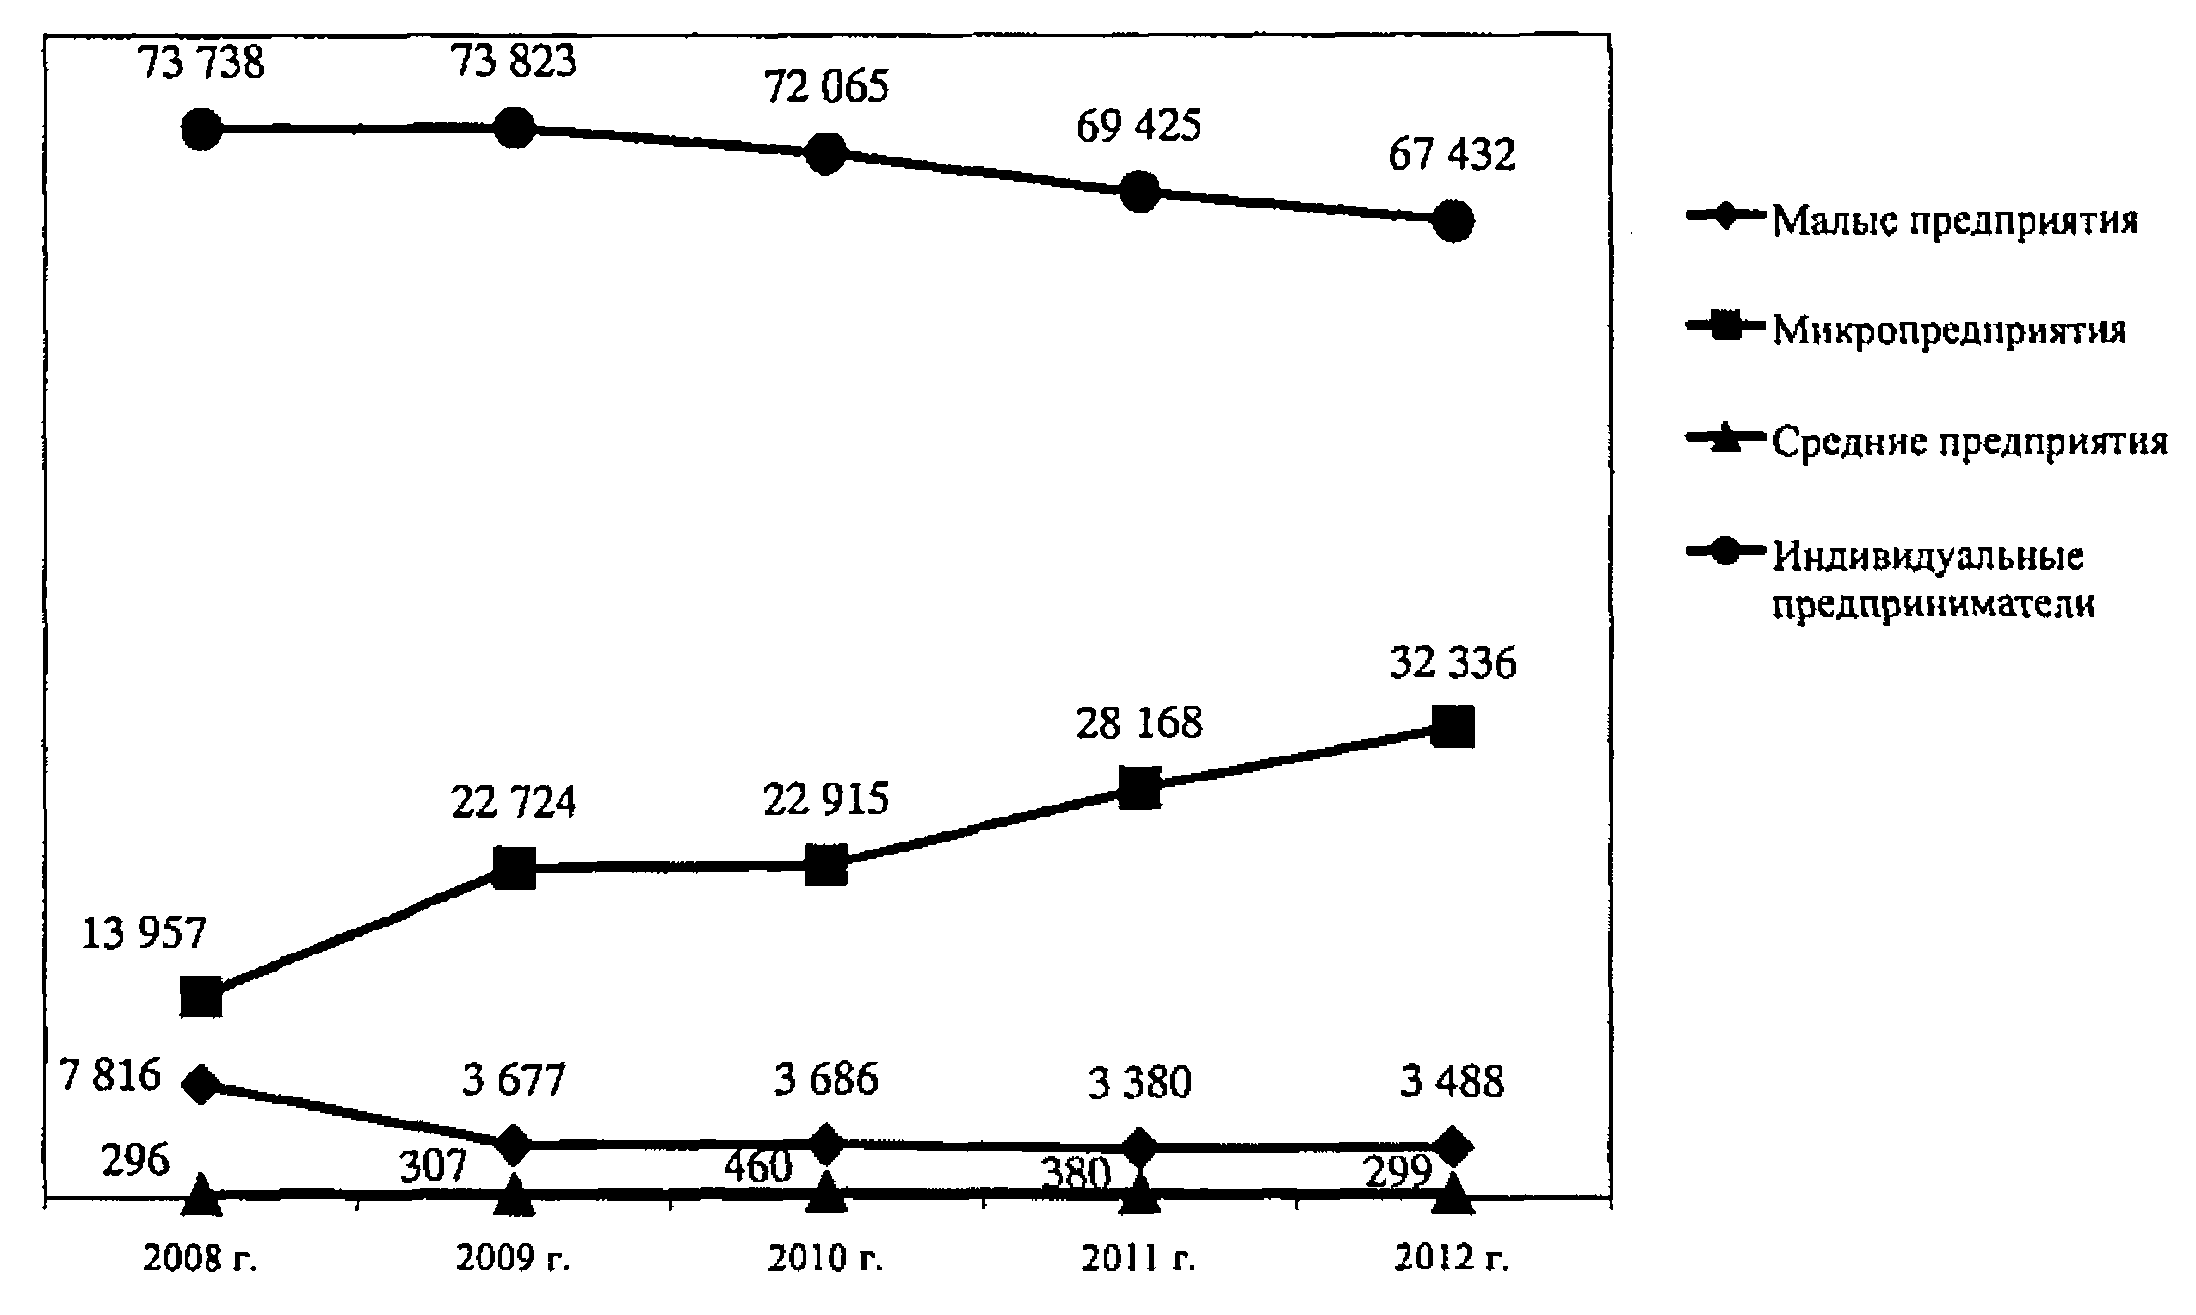 73 738
73 823
72 065
69 425
67 432
Малые предприятия
Микропредприятия
Средние предприятия
Индивидуальные
предприниматели
32 336
28 168
22 724
22 915
13 957
7 816
3 677
3 686
3 380
3 488
296
307
460
380
299
2008 г.
2009 г.
2010 г.
2011 г.
2012 г.